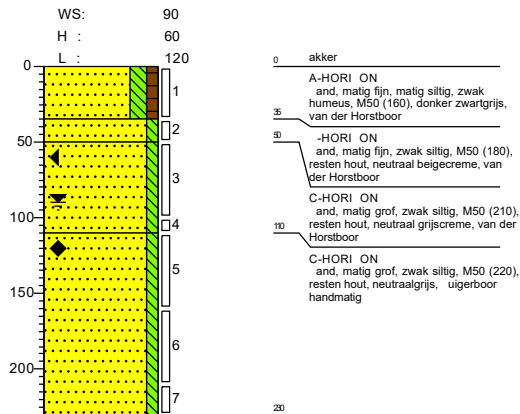 WS: 90
H : 60
L : 120
0
50
100
150
200
1
2
3
4
5
6
7
0 akker
A-HORI ON
and, matig fijn, matig siltig, zwak
humeus, M50 (160), donker zwartgrijs,
van der Horstboor
35
-HORI ON
and, matig fijn, zwak siltig, M50 (180),
resten hout, neutraal beigecreme, van
der Horstboor
50
C-HORI ON
and, matig grof, zwak siltig, M50 (210),
resten hout, neutraal grijscreme, van der
Horstboor
110
C-HORI ON
and, matig grof, zwak siltig, M50 (220),
resten hout, neutraalgrijs, uigerboor
handmatig
230